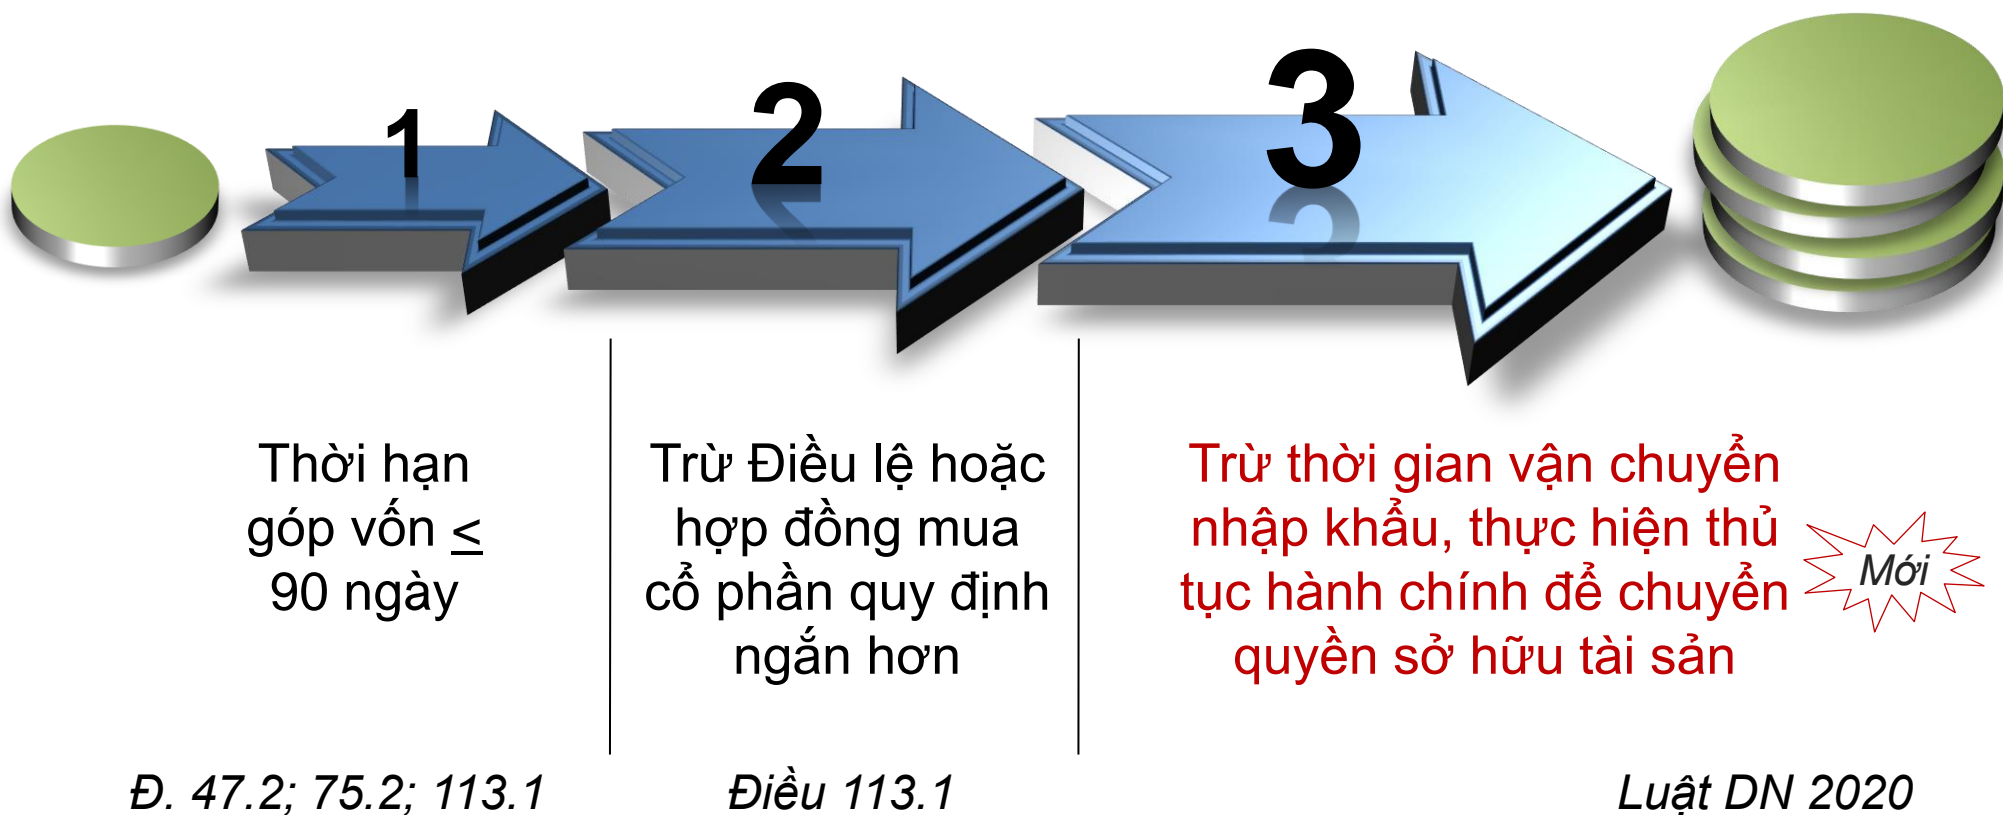 1
2
3
Thời hạn
góp vốn <
90 ngày
Trừ Điều lệ hoặc
hợp đồng mua
cổ phần quy định
ngắn hơn
Trừ thời gian vận chuyển
nhập khẩu, thực hiện thủ
tục hành chính để chuyển
quyền sở hữu tài sản
Mới
Đ. 47.2; 75.2; 113.1
Điều 113.1
Luật DN 2020